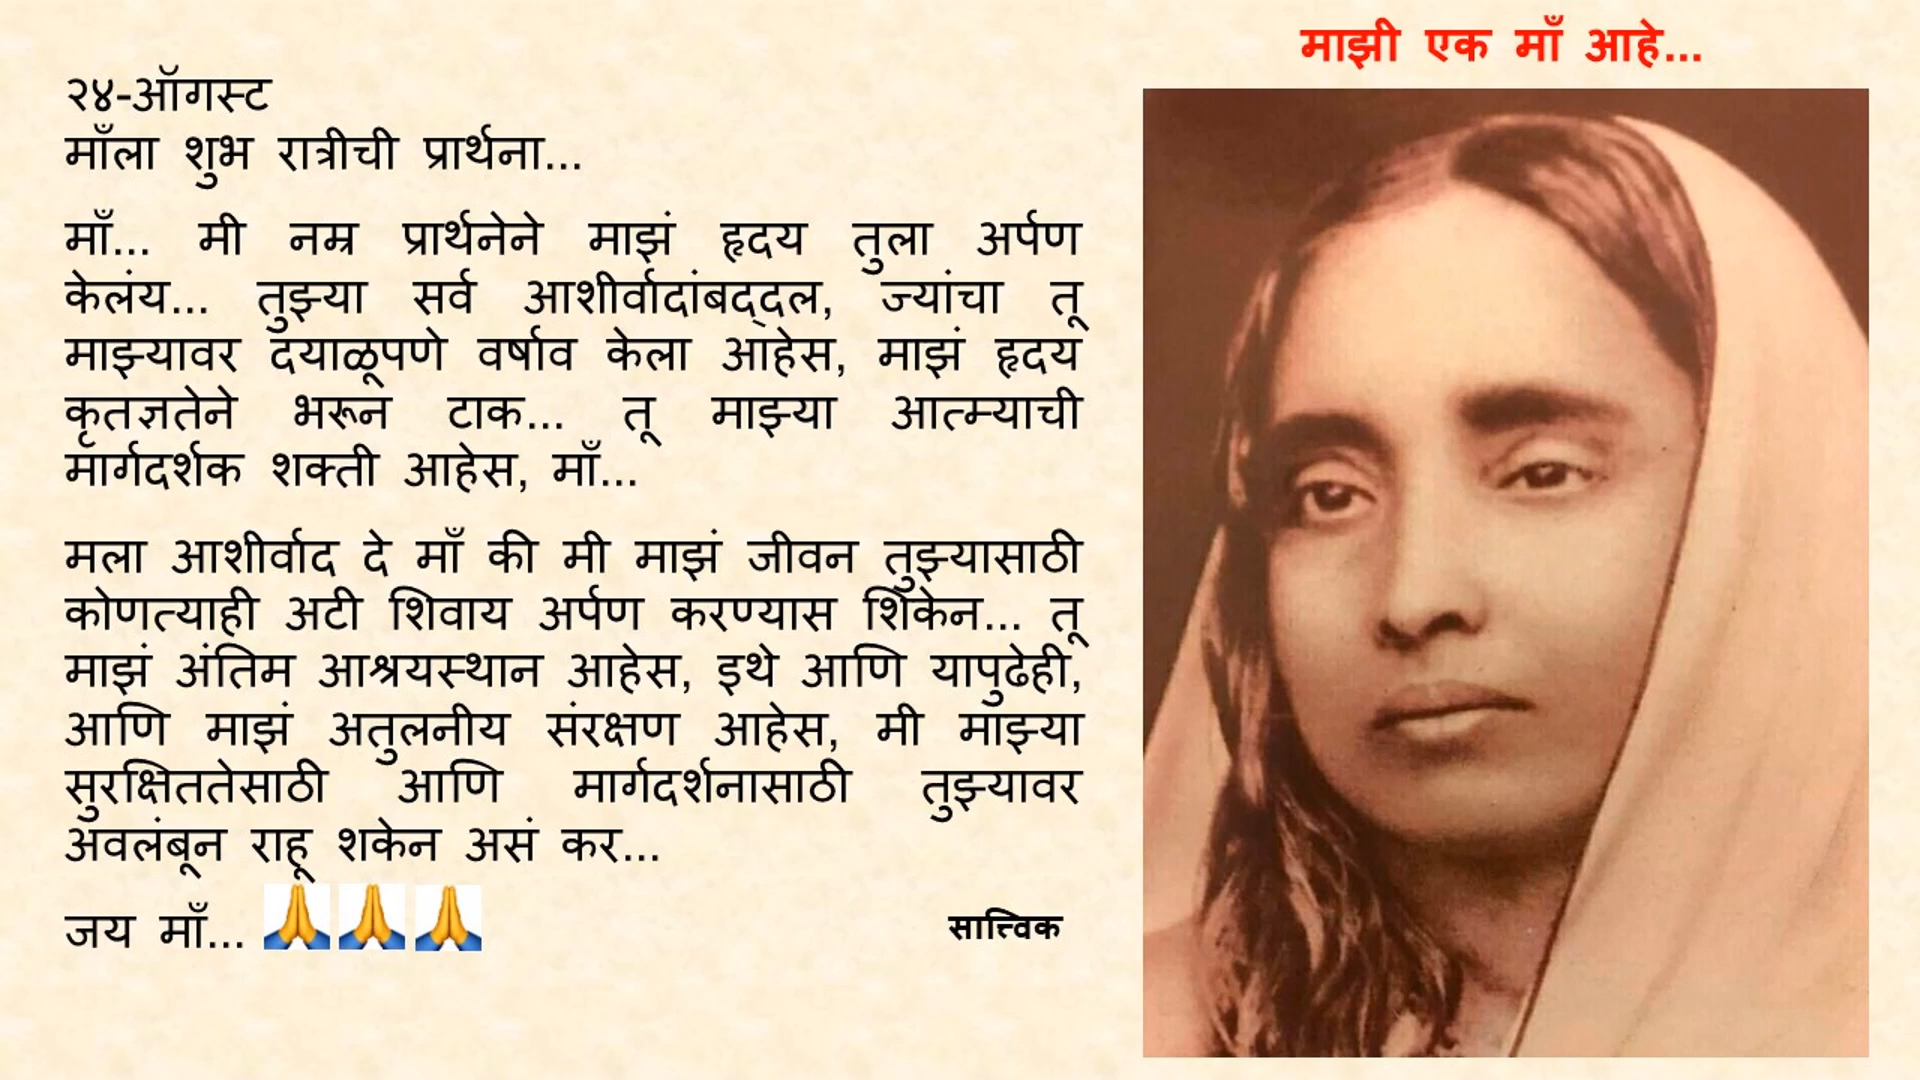 माझी एक माँ आहे...
२४-ऑगस्ट
माँला शुभ रात्रीची प्रार्थना...
माँ... मी नम्र प्रार्थनेने माझं हृदय तुला अर्पण
केलंय... तुझ्या सर्व आशीर्वादांबद्दल, ज्यांचा तू
माझ्यावर दयाळूपणे वर्षाव केला आहेस, माझं हृदय
कृतज्ञतेने भरून टाक... तू माझ्या आत्म्याची
मार्गदर्शक शक्ती आहेस, माँ...
मला आशीर्वाद दे माँ की मी माझं जीवन तुझ्यासाठी
कोणत्याही अटी शिवाय अर्पण करण्यास शिकेन... तू
माझं अंतिम आश्रयस्थान आहेस, इथे आणि यापुढेही,
आणि माझं अतुलनीय संरक्षण आहेस, मी माझ्या
सुरक्षिततेसाठी आणि मार्गदर्शनासाठी तुझ्यावर
अवलंबून राहू शकेन असं कर...
जय माँ... 🙏🙏🙏
सात्त्विक